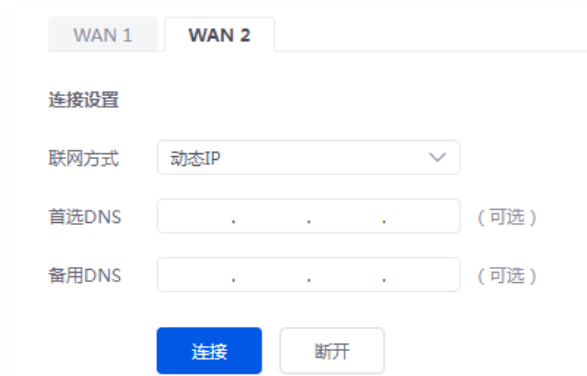 WAN 1 WAN 2
连接设置
联网方式 动态IP
首选DNS . . . （可选）
备用DNS . . . （可选）
连接 断开